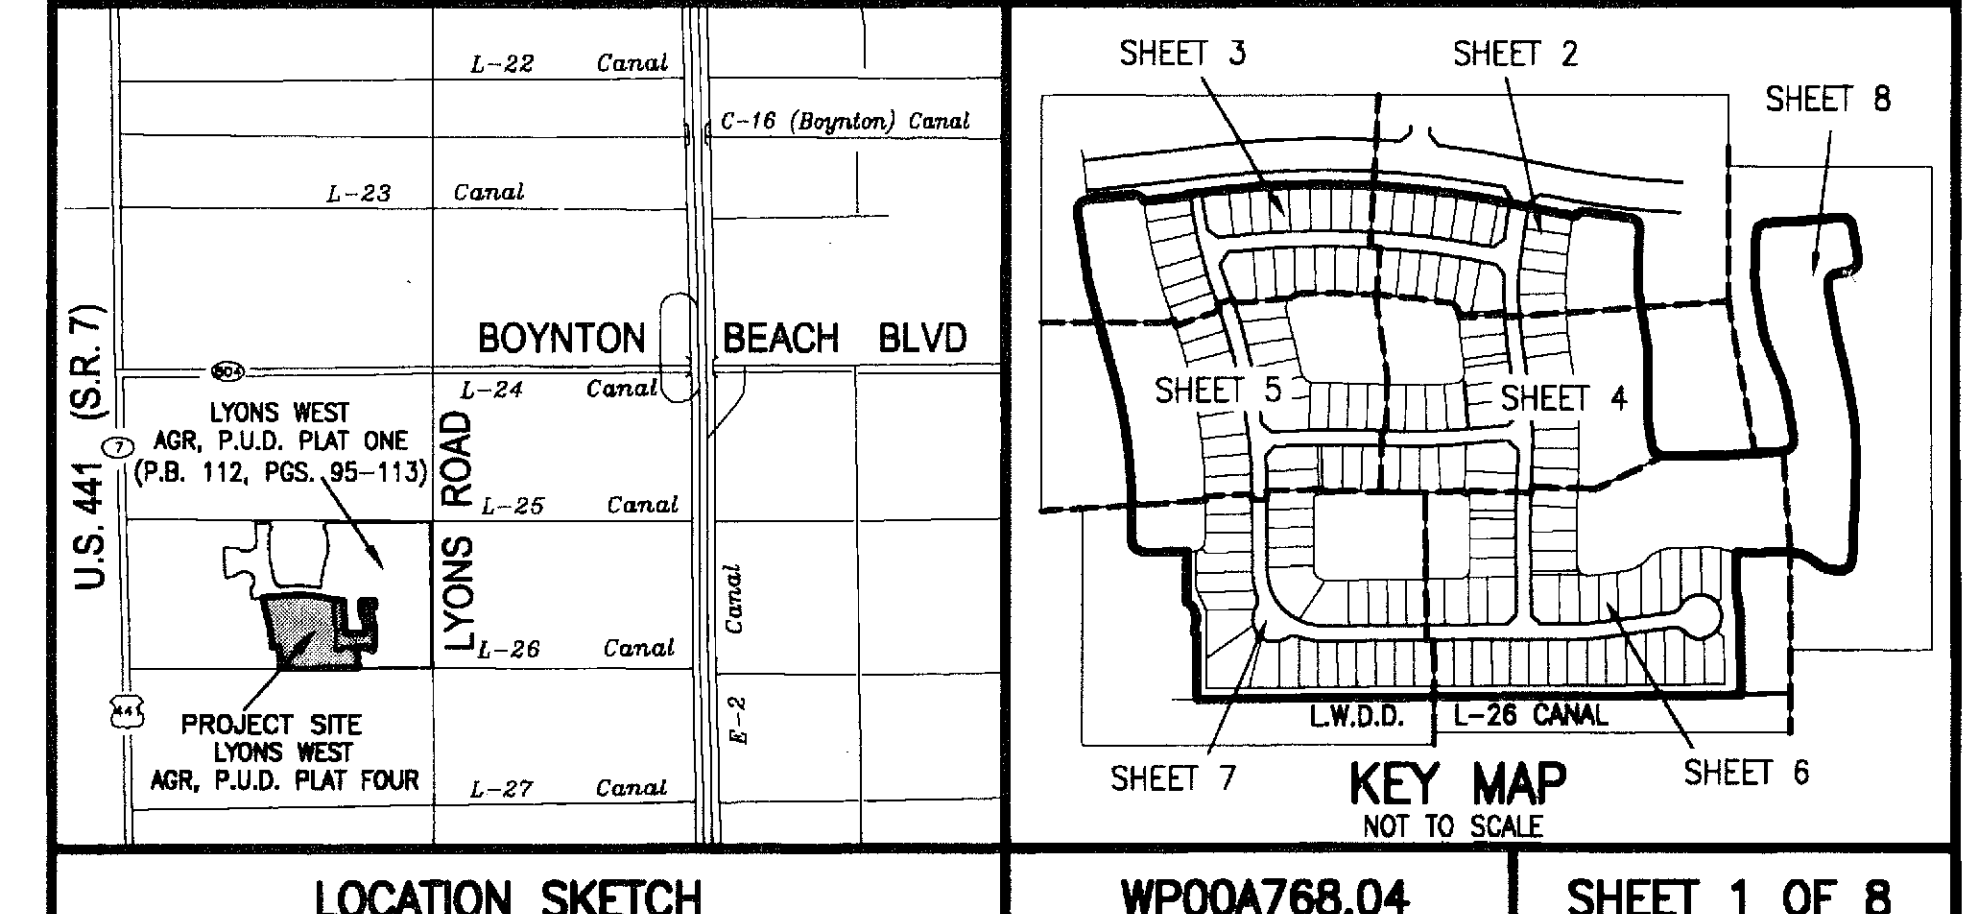 L-22 Canal
C-16 (Boynton) Canal
L-23 Canal
U.S. 441 (S.R. 7)
BOYNTON BEACH BLVD
804
L-24 Canal
LYONS WEST
AGR, P.U.D. PLAT ONE
(P.B. 112, PGS. 95-113)
7
LYONS ROAD
L-25 Canal
E-2 Canal
L-26 Canal
441
PROJECT SITE
LYONS WEST
AGR, P.U.D. PLAT FOUR
L-27 Canal
LOCATION SKETCH
SHEET 3
SHEET 2
SHEET 8
SHEET 5
SHEET 4
L.W.D.D. L-26 CANAL
SHEET 7
SHEET 6
KEY MAP
NOT TO SCALE
WP00A768.04
SHEET 1 OF 8